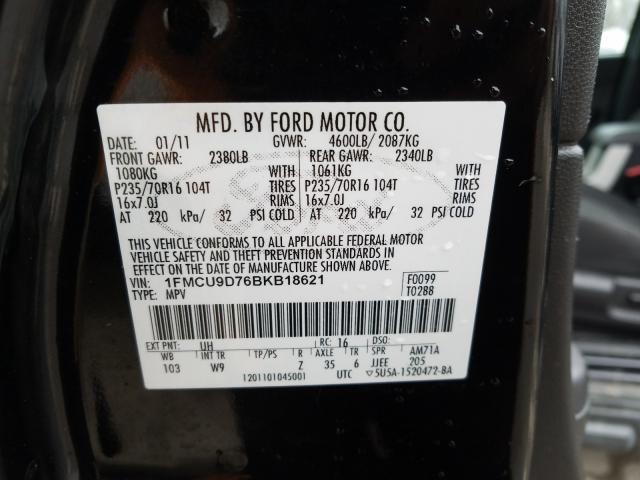 MFD. BY FORD MOTOR CO.
DATE: 01/11 GVWR: 4600LB/ 2087KG
FRONT GAWR: 2380LB REAR GAWR: 2340LB
1080KG WITH 1061KG WITH
P235/70R16 104T TIRES P235/70R16 104T TIRES
16x7.0J RIMS 16x7.0J RIMS
AT 220 kPa/ 32 PSI COLD AT 220 kPa/ 32 PSI COLD
THIS VEHICLE CONFORMS TO ALL APPLICABLE FEDERAL MOTOR
VEHICLE SAFETY AND THEFT PREVENTION STANDARDS IN
EFFECT ON THE DATE OF MANUFACTURE SHOWN ABOVE.
VIN: 1FMCU9D76BKB18621 F0099
TYPE: MPV T0288
EXT PNT: UH RC: 16 DSO:
WB INT TR TP/PS R AXLE TR SPR AM71A
103 W9 Z 35 6 JJEE 205
1201101045001 UTC ▽5U5A-1520472-BA